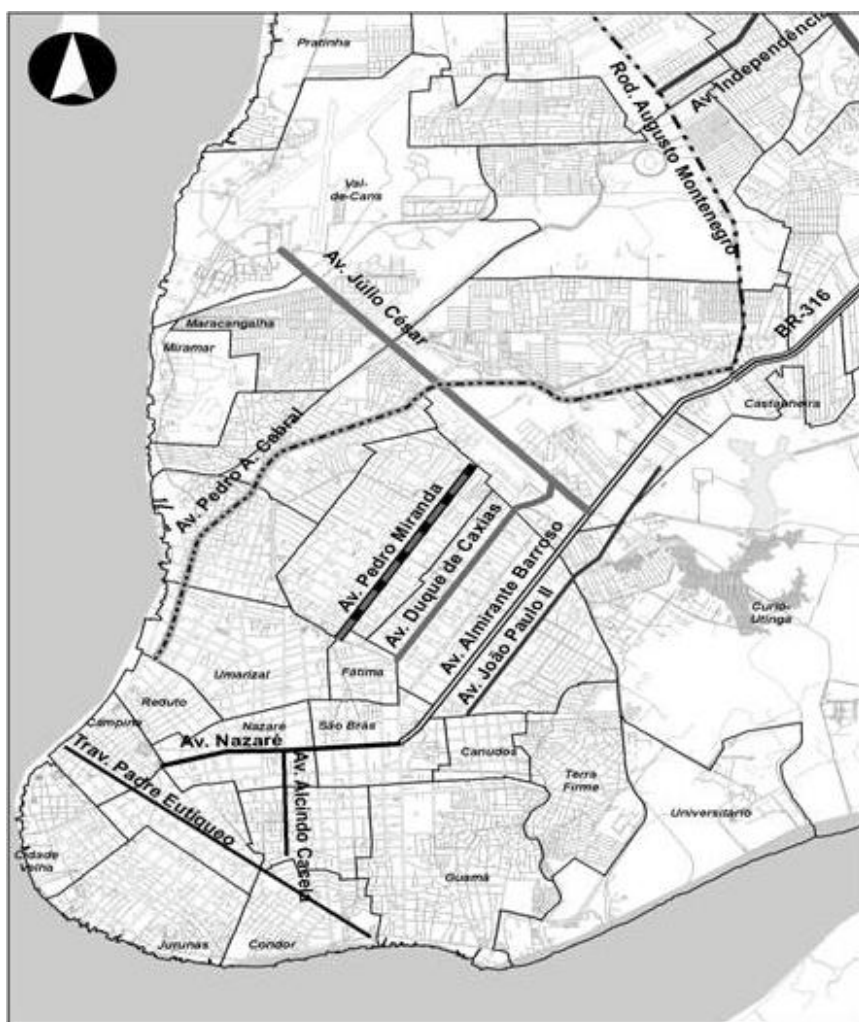 Pratinha
Av. Independência
Rod. Augusto Montenegro
Val-
de-Cans
Av. Júlio César
BR-316
Maracangalha
Miramar
Castanheira
Av. Pedro A. Cabral
Av. Pedro Miranda
Av. Duque de Caxias
Av. Almirante Barroso
Av. João Paulo II
Curió-
Utinga
Umarizal
Fátima
Reduto
Campina
Nazaré
São Brás
Av. Nazaré
Canudos
Trav. Padre Eutiqueo
Av. Alcindo Casela
Terra
Firme
Universitário
Cidade
Velha
Guamá
Jurunas
Condor